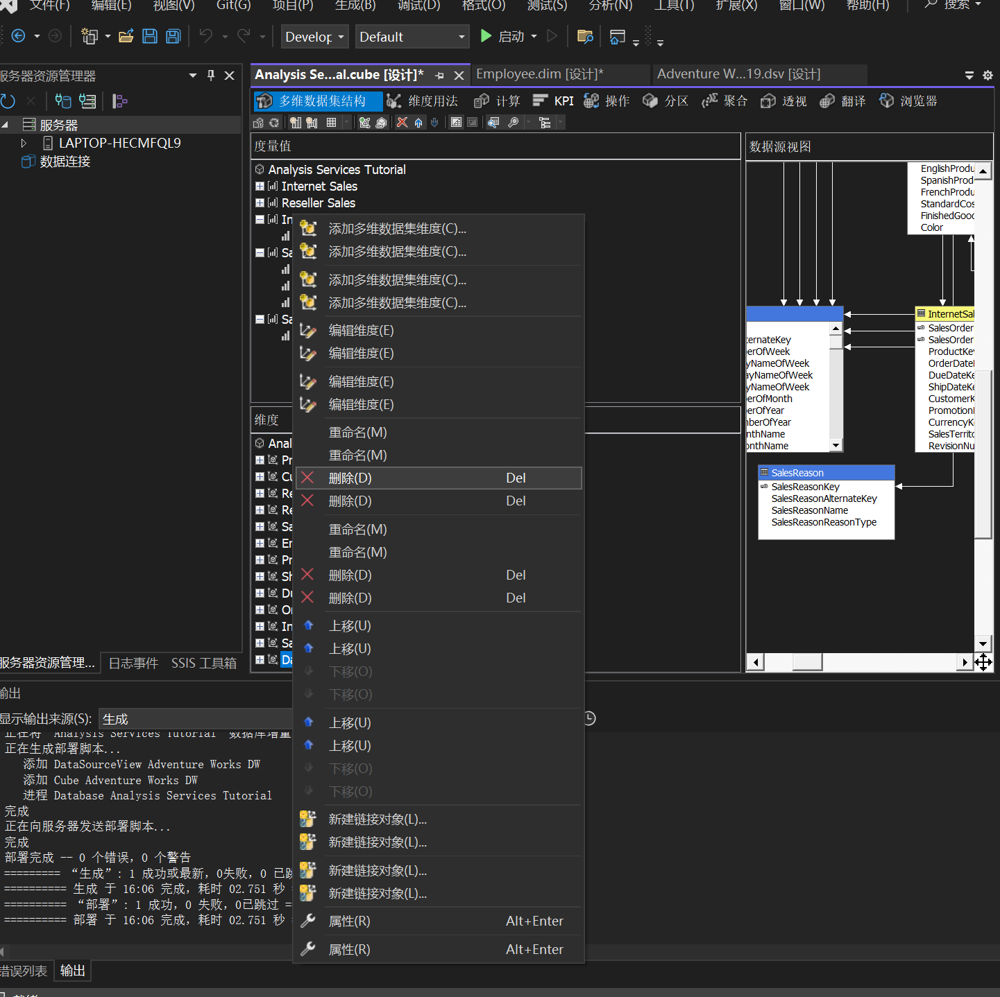 文件(F) 编辑(E) 视图(V) Git(G) 项目(P) 生成(B) 调试(D) 格式(O) 测试(S) 分析(N) 工具(T) 扩展(X) 窗口(W) 帮助(H) 搜索
Develop Default 启动
服务器资源管理器
服务器
LAPTOP-HECMFQL9
数据连接
Analysis Se...al.cube [设计]* Employee.dim [设计]* Adventure W...19.dsv [设计]
多维数据集结构 维度用法 计算 KPI 操作 分区 聚合 透视 翻译 浏览器
度量值
Analysis Services Tutorial
Internet Sales
Reseller Sales
In
Sa
Sa
维度
Anal
Pr
Cu
Re
Re
Sa
En
Pr
Sh
Du
Or
In
Sa
Da
添加多维数据集维度(C)...
添加多维数据集维度(C)...
添加多维数据集维度(C)...
添加多维数据集维度(C)...
编辑维度(E)
编辑维度(E)
编辑维度(E)
编辑维度(E)
重命名(M)
重命名(M)
删除(D) Del
删除(D) Del
重命名(M)
重命名(M)
删除(D) Del
删除(D) Del
上移(U)
上移(U)
下移(O)
下移(O)
上移(U)
上移(U)
下移(O)
下移(O)
新建链接对象(L)...
新建链接对象(L)...
新建链接对象(L)...
新建链接对象(L)...
属性(R) Alt+Enter
属性(R) Alt+Enter
数据源视图
EnglishProdu
SpanishProd
FrenchProdu
StandardCos
FinishedGood
Color
ternateKey
erOfWeek
yNameOfWeek
ayNameOfWeek
yNameOfWeek
erOfMonth
erOfYear
berOfYear
nthName
onthName
InternetSal
SalesOrder
SalesOrder
ProductKey
OrderDateK
DueDateKe
ShipDateKe
CustomerK
PromotionK
CurrencyKe
SalesTerrito
RevisionNu
SalesReason
SalesReasonKey
SalesReasonAlternateKey
SalesReasonName
SalesReasonReasonType
服务器资源管理... 日志事件 SSIS 工具箱
输出
显示输出来源(S): 生成
正在将 Analysis Services Tutorial 数据库增量
正在生成部署脚本...
添加 DataSourceView Adventure Works DW
添加 Cube Adventure Works DW
进程 Database Analysis Services Tutorial
完成
正在向服务器发送部署脚本...
完成
部署完成 -- 0 个错误，0 个警告
========= “生成”: 1 成功或最新，0失败，0 已跳
========== 生成 于 16:06 完成，耗时 02.751 秒
========== “部署”: 1 成功，0 失败，0已跳过 =
========== 部署 于 16:06 完成，耗时 02.751 秒
错误列表 输出